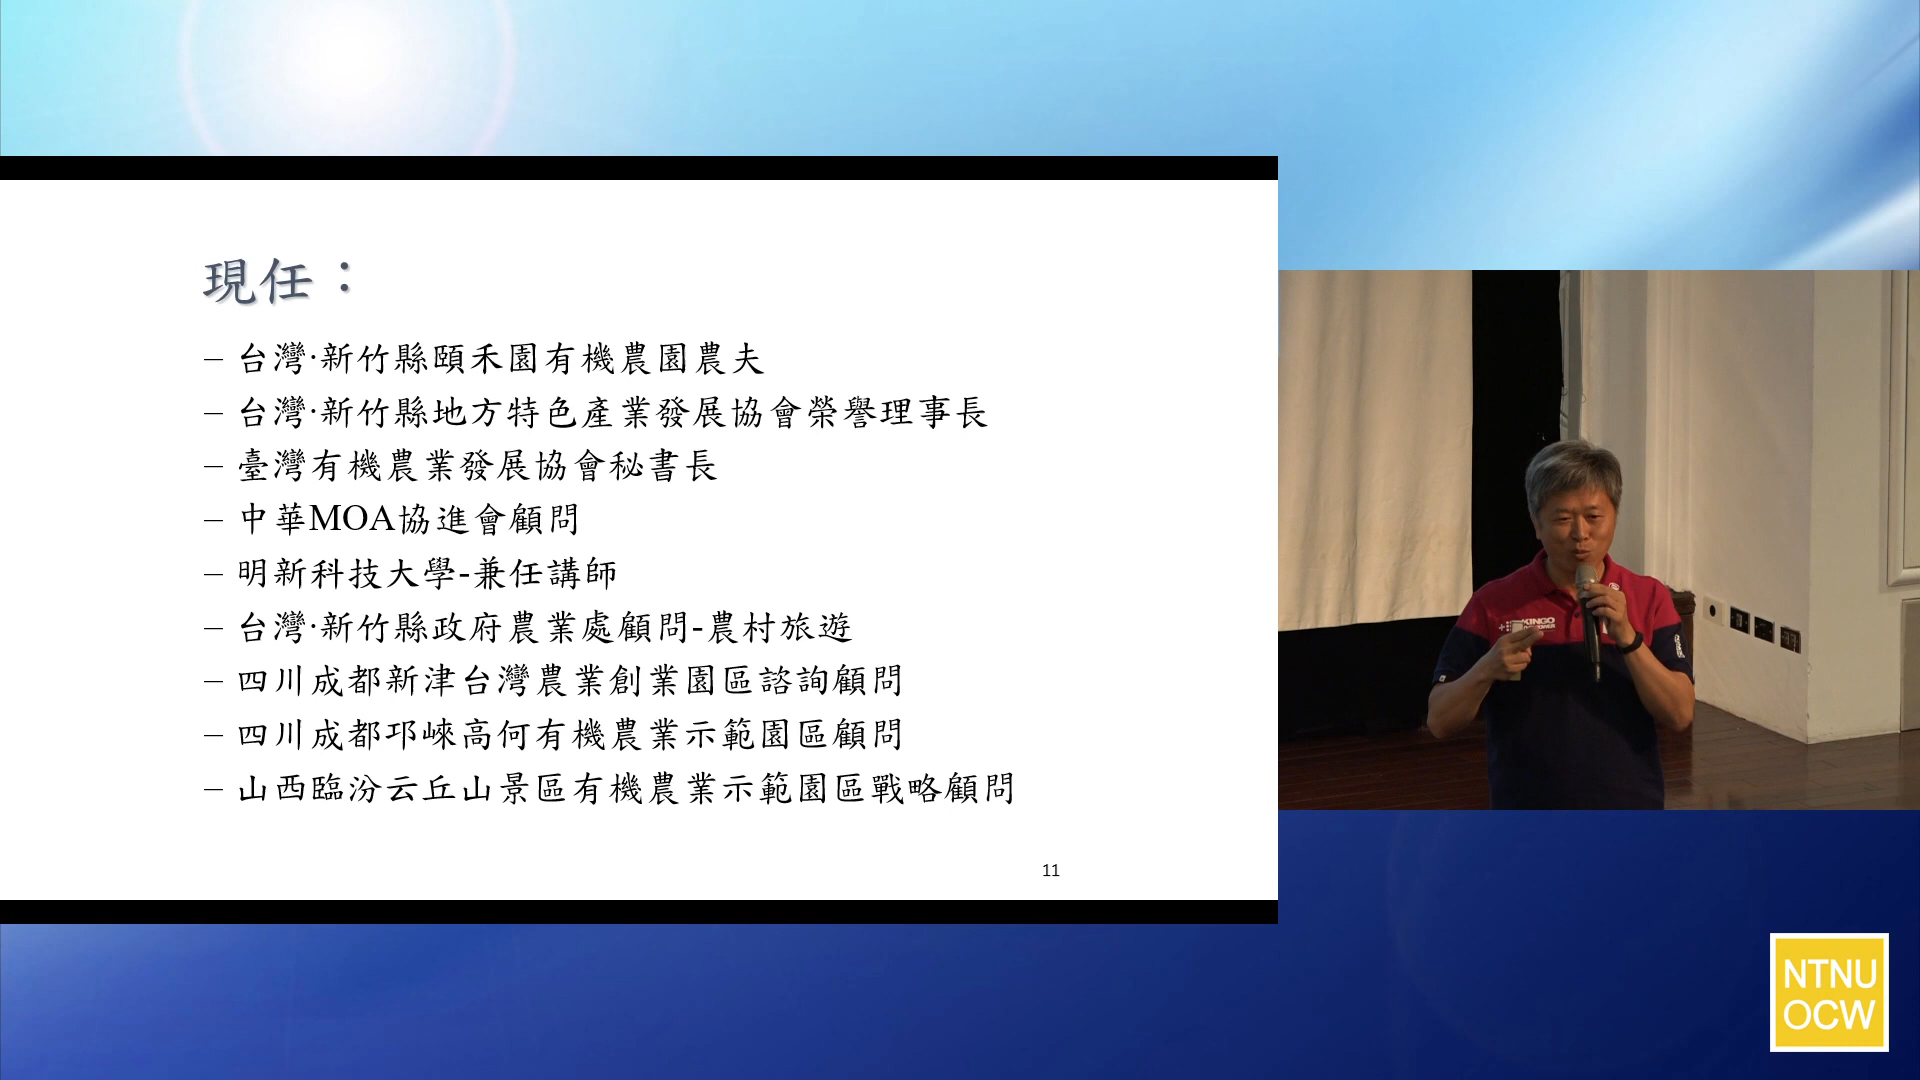 現任：
– 台灣·新竹縣頤禾園有機農園農夫
– 台灣·新竹縣地方特色產業發展協會榮譽理事長
– 臺灣有機農業發展協會秘書長
– 中華MOA協進會顧問
– 明新科技大學-兼任講師
– 台灣·新竹縣政府農業處顧問-農村旅遊
– 四川成都新津台灣農業創業園區諮詢顧問
– 四川成都邛崍高何有機農業示範園區顧問
– 山西臨汾云丘山景區有機農業示範園區戰略顧問
11
KINGO
NTNU
OCW